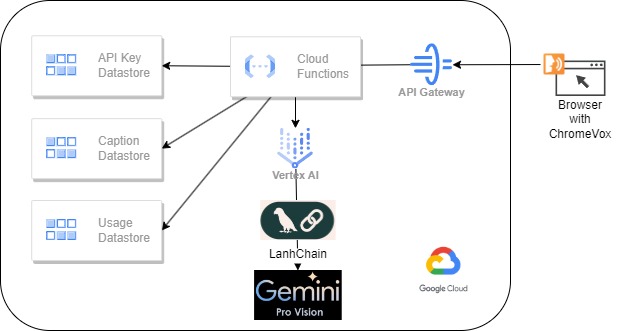 API Key
Datastore
Cloud
Functions
API Gateway
Browser
with
ChromeVox
Caption
Datastore
Vertex AI
Usage
Datastore
LanhChain
Gemini
Pro Vision
Google Cloud